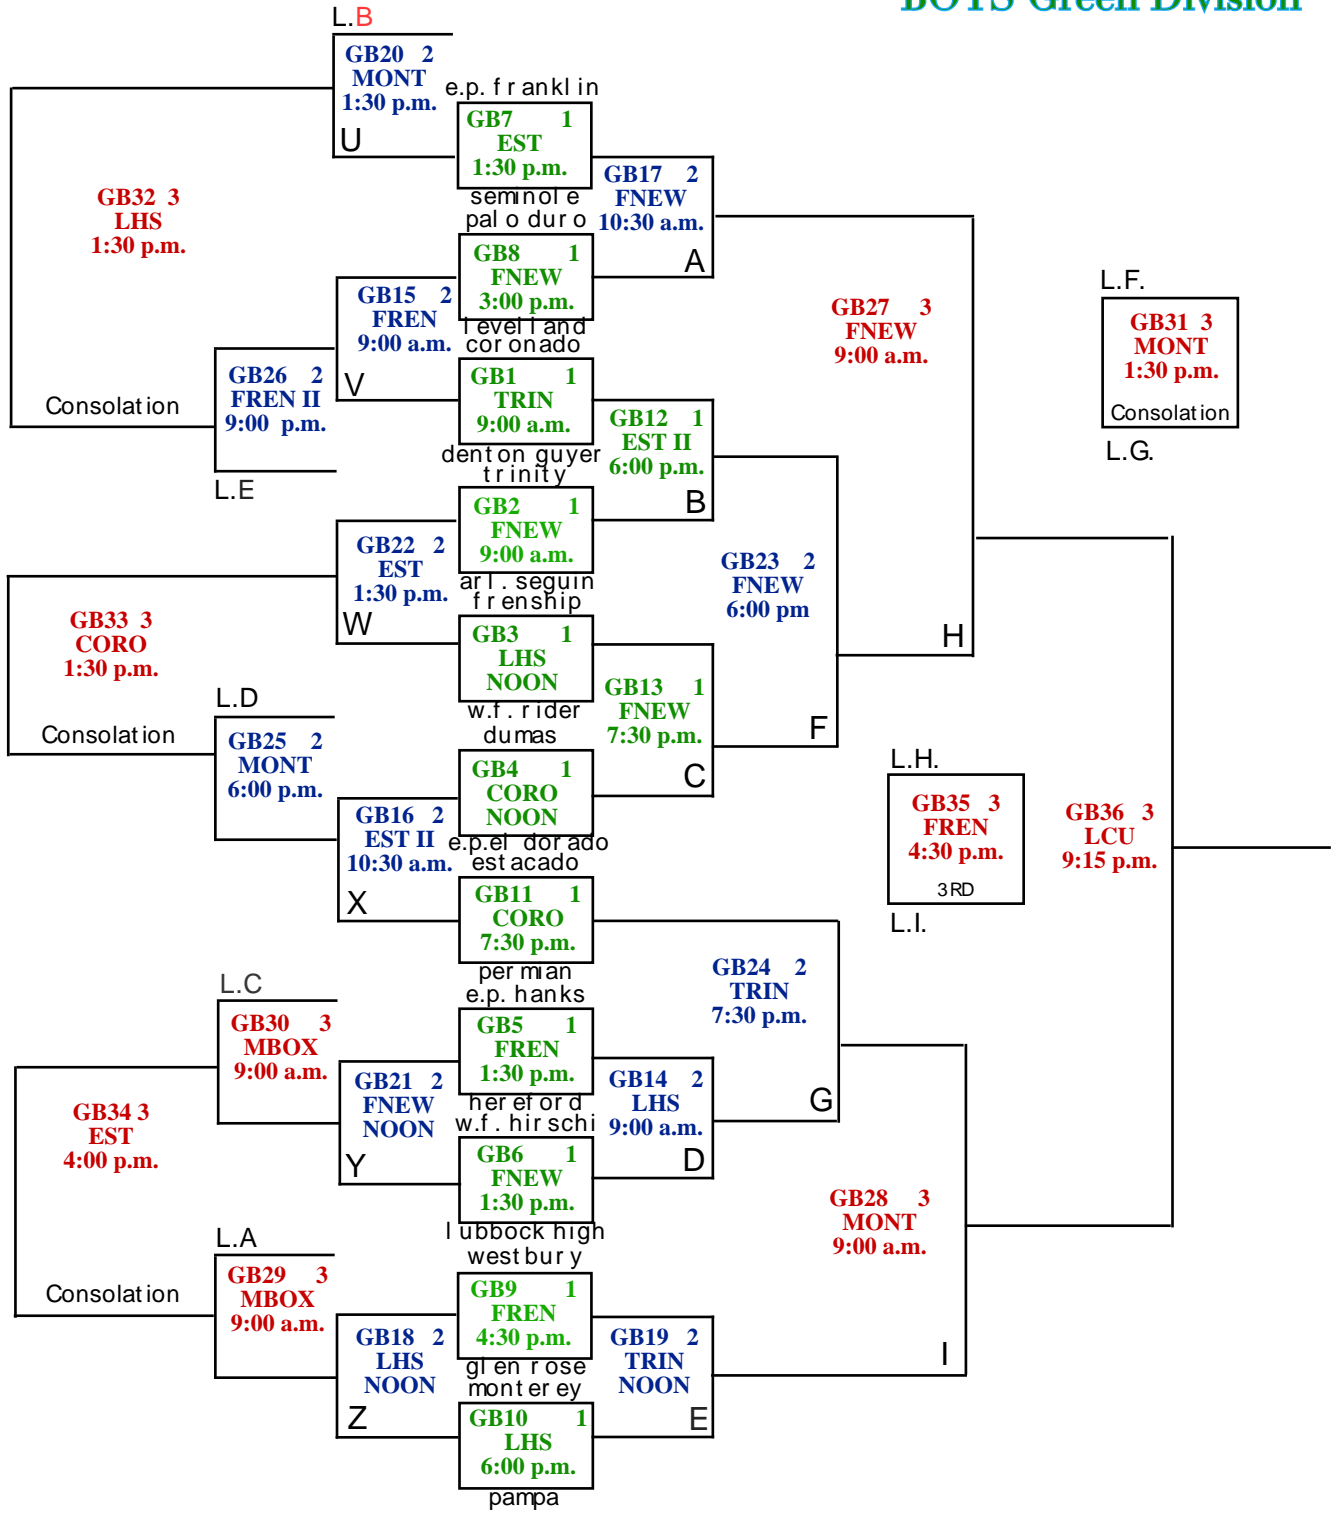 BOYS Green Division
L.B
GB20 2
MONT
1:30 p.m.
U
e.p. franklin
GB7 1
EST
1:30 p.m.
seminole
GB17 2
FNEW
10:30 a.m.
A
palo duro
GB8 1
FNEW
3:00 p.m.
levelland
GB32 3
LHS
1:30 p.m.
GB15 2
FREN
9:00 a.m.
V
coronado
GB1 1
TRIN
9:00 a.m.
denton guyer
GB27 3
FNEW
9:00 a.m.
L.F.
GB31 3
MONT
1:30 p.m.
Consolation
L.G.
Consolation
GB26 2
FREN II
9:00 p.m.
L.E
GB12 1
EST II
6:00 p.m.
B
trinity
GB2 1
FNEW
9:00 a.m.
arl. seguin
GB22 2
EST
1:30 p.m.
W
GB23 2
FNEW
6:00 pm
H
frenship
GB3 1
LHS
NOON
w.f. rider
GB33 3
CORO
1:30 p.m.
Consolation
L.D
GB25 2
MONT
6:00 p.m.
GB13 1
FNEW
7:30 p.m.
C
F
dumas
GB4 1
CORO
NOON
e.p.el dorado
GB16 2
EST II
10:30 a.m.
X
L.H.
GB35 3
FREN
4:30 p.m.
3RD
L.I.
GB36 3
LCU
9:15 p.m.
estacado
GB11 1
CORO
7:30 p.m.
permian
GB24 2
TRIN
7:30 p.m.
G
L.C
GB30 3
MBOX
9:00 a.m.
e.p. hanks
GB5 1
FREN
1:30 p.m.
hereford
GB21 2
FNEW
NOON
Y
GB14 2
LHS
9:00 a.m.
D
GB34 3
EST
4:00 p.m.
w.f. hirschi
GB6 1
FNEW
1:30 p.m.
lubbock high
GB28 3
MONT
9:00 a.m.
I
L.A
GB29 3
MBOX
9:00 a.m.
Consolation
westbury
GB9 1
FREN
4:30 p.m.
glen rose
GB18 2
LHS
NOON
Z
GB19 2
TRIN
NOON
E
monterey
GB10 1
LHS
6:00 p.m.
pampa